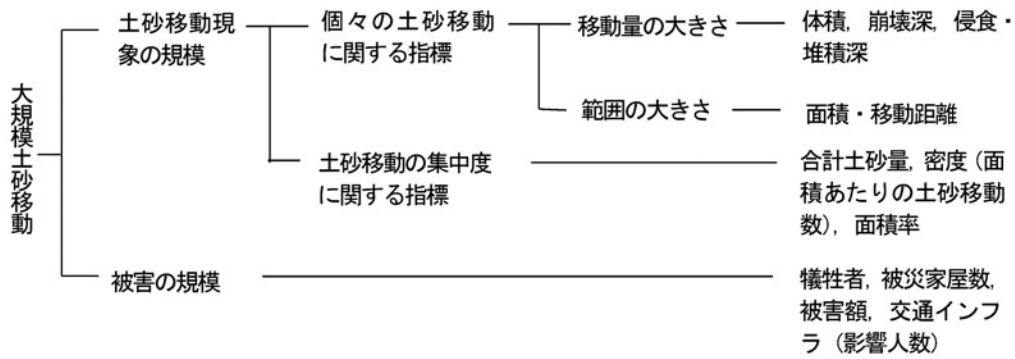 大規模土砂移動
土砂移動現
象の規模
個々の土砂移動
に関する指標
移動量の大きさ
体積，崩壊深，侵食・
堆積深
範囲の大きさ
面積・移動距離
土砂移動の集中度
に関する指標
合計土砂量，密度（面
積あたりの土砂移動
数），面積率
被害の規模
犠牲者，被災家屋数，
被害額，交通インフ
ラ（影響人数）